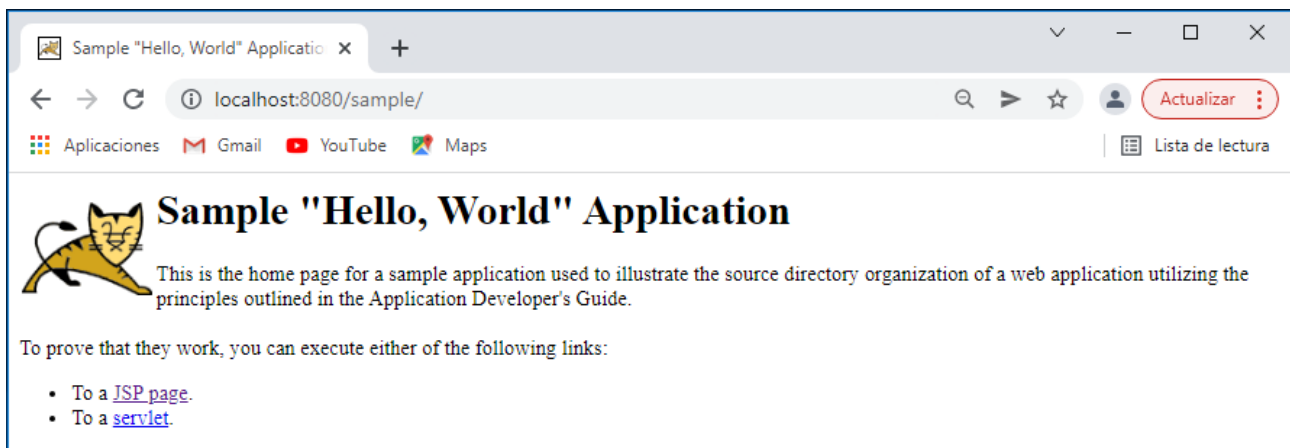 Sample "Hello, World" Applicatio
localhost:8080/sample/
Actualizar
Aplicaciones Gmail YouTube Maps Lista de lectura
Sample "Hello, World" Application
This is the home page for a sample application used to illustrate the source directory organization of a web application utilizing the
principles outlined in the Application Developer's Guide.
To prove that they work, you can execute either of the following links:
• To a JSP page.
• To a servlet.